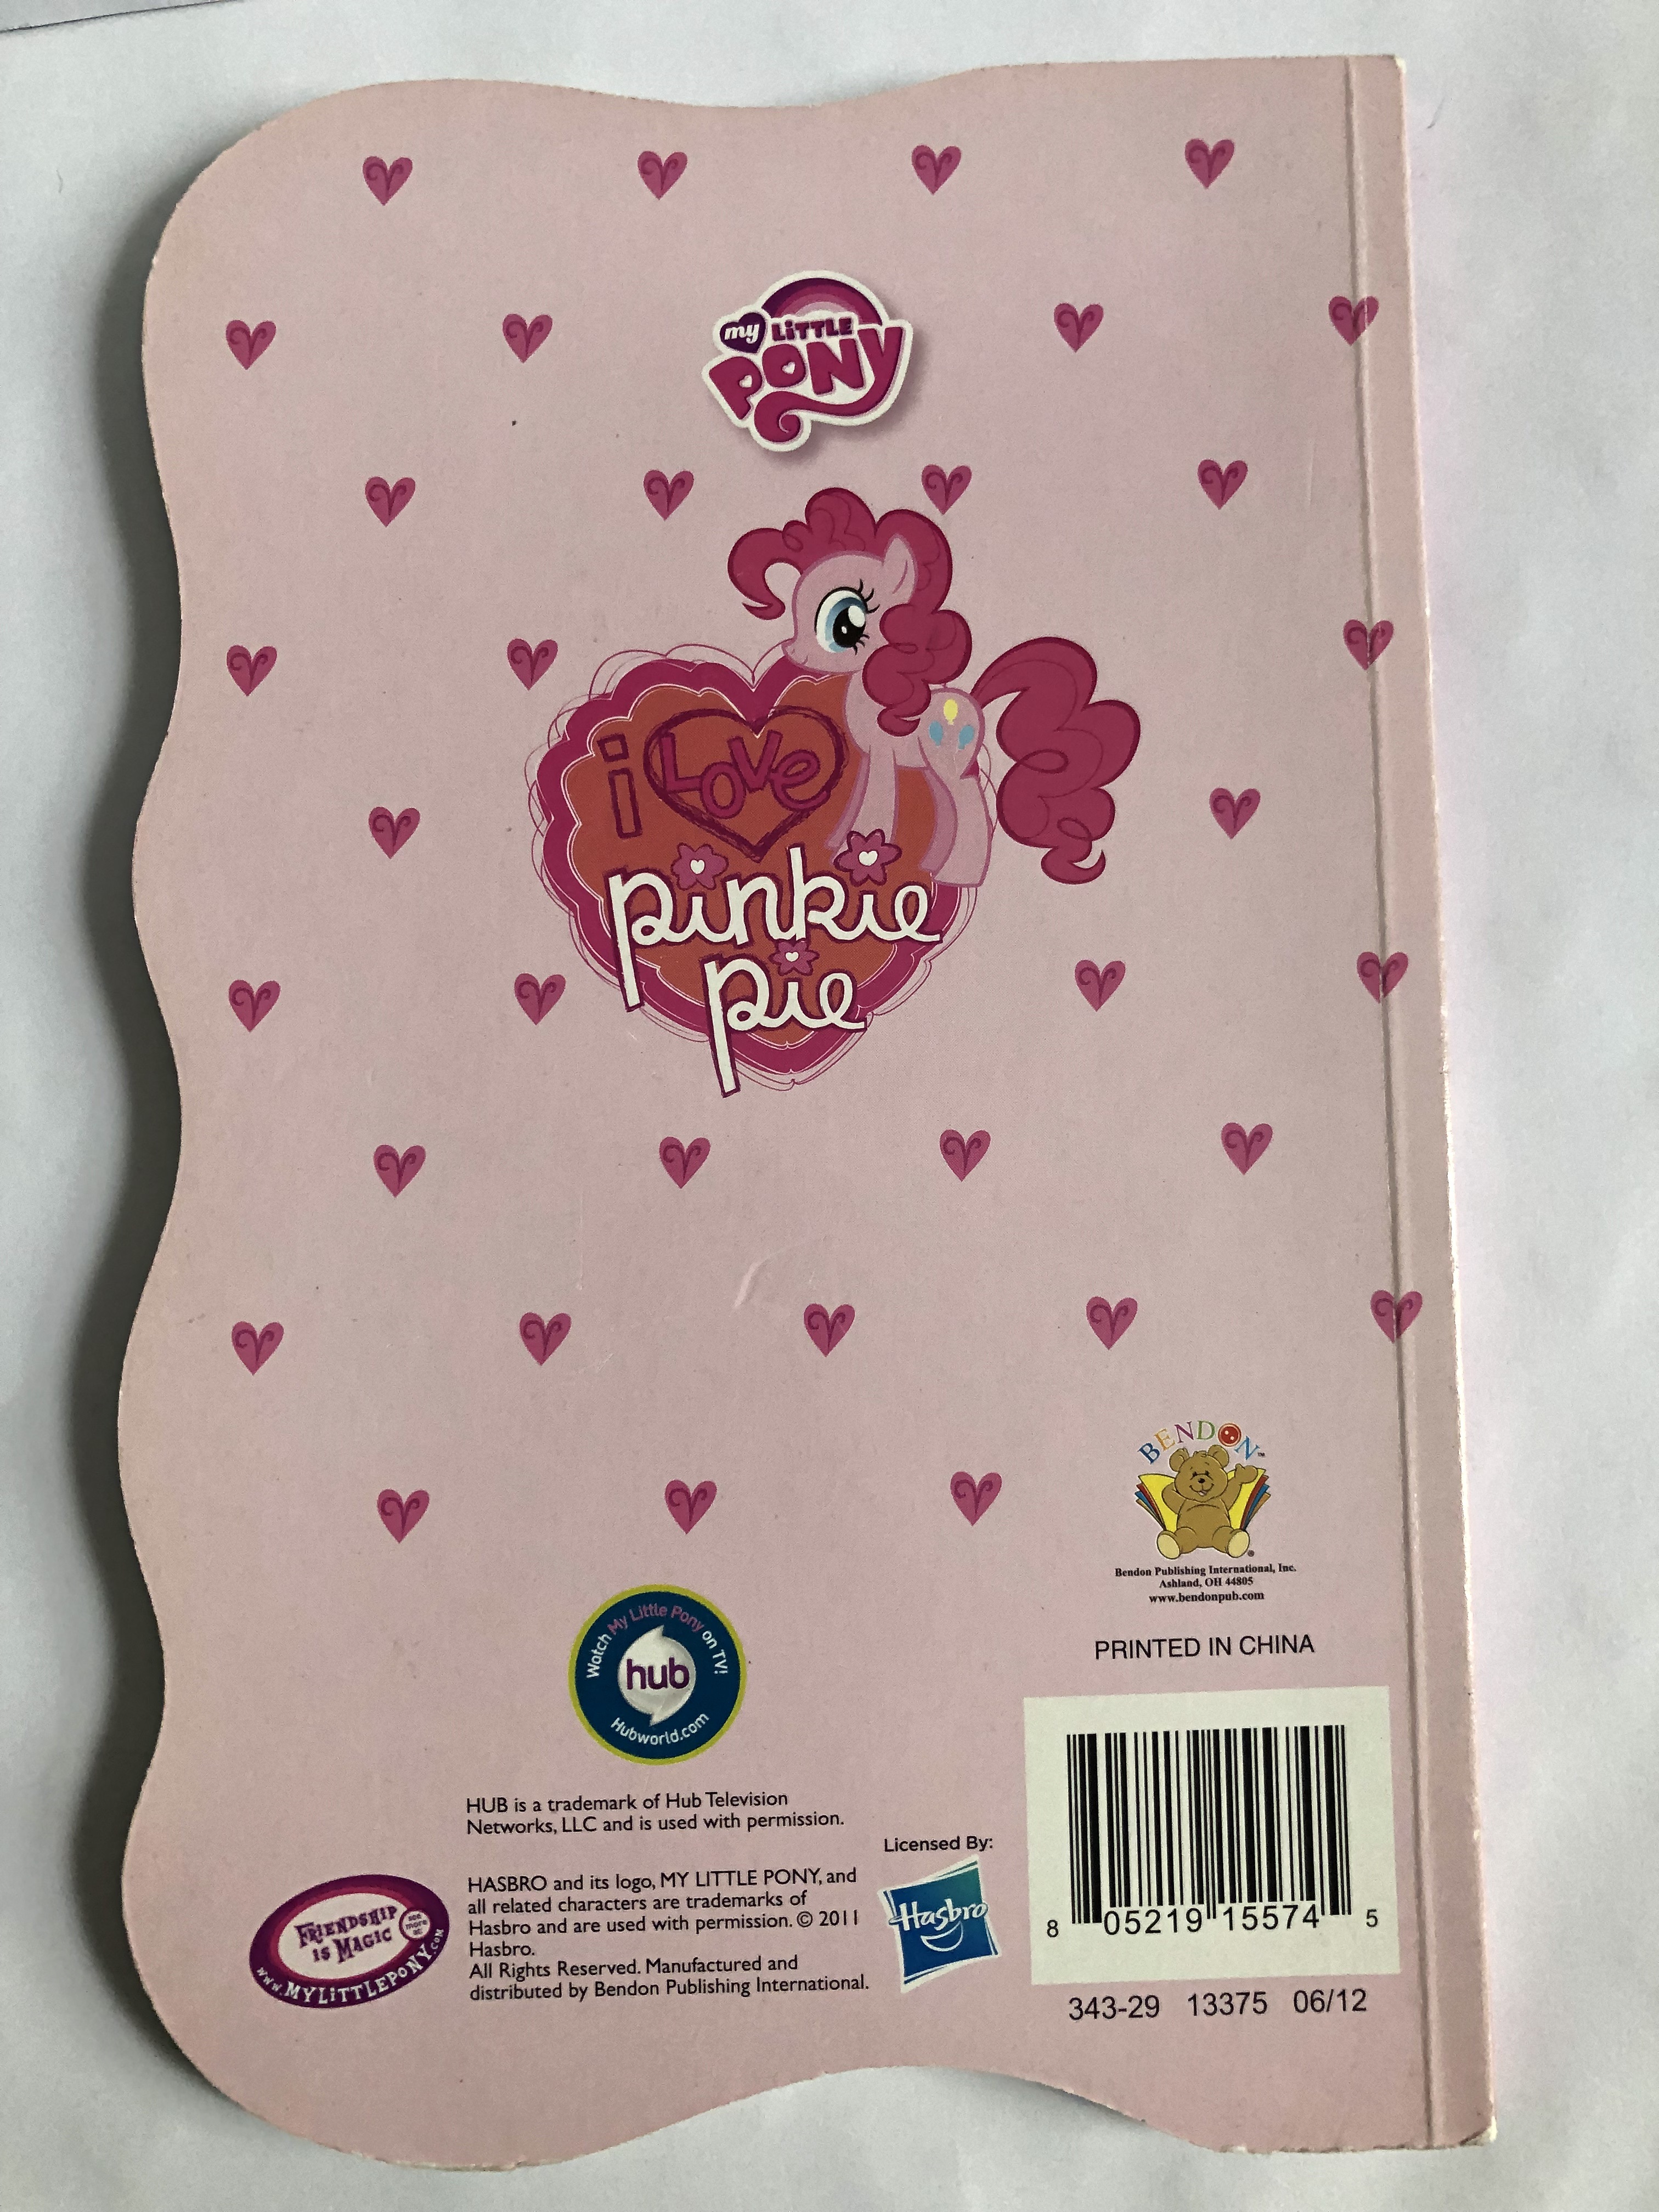 my LiTTLE
PONY
i LOVe
pinkie
pie
BENDON™
Bendon Publishing International, Inc.
Ashland, OH 44805
www.bendonpub.com
PRINTED IN CHINA
Watch My Little Pony on TV!
hub
Hubworld.com
HUB is a trademark of Hub Television
Networks, LLC and is used with permission.
HASBRO and its logo, MY LITTLE PONY, and
all related characters are trademarks of
Hasbro and are used with permission. © 2011
Hasbro.
All Rights Reserved. Manufactured and
distributed by Bendon Publishing International.
FRIENDSHIP
iS MAGIC
see
more
at
www.MYLiTTLEPONY.COM
Licensed By:
Hasbro
8 05219 15574 5
343-29 13375 06/12